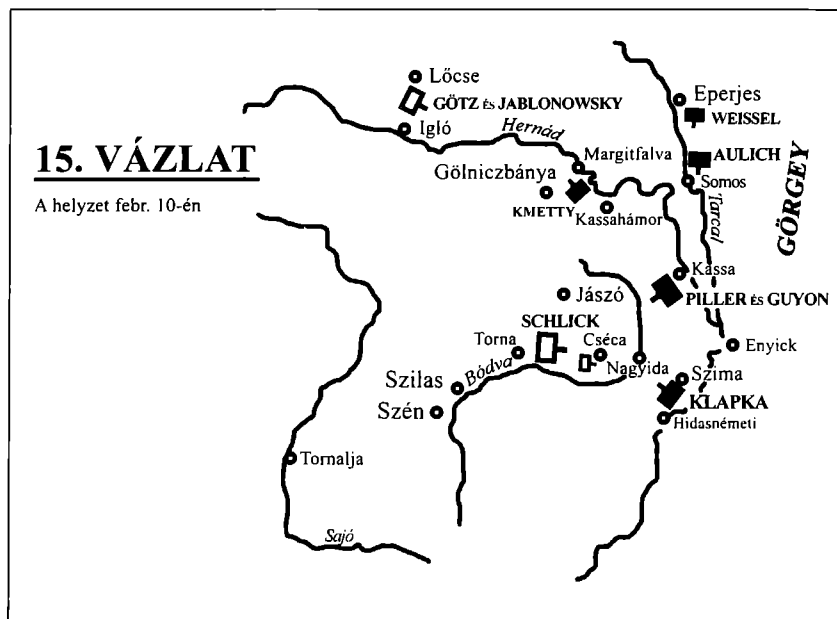 15. VÁZLAT
A helyzet febr. 10-én
Lőcse
GÖTZ és JABLONOWSKY
Igló
Hernád
Eperjes
WEISSEL
AULICH
Margitfalva
Gölniczbánya
Somos
KMETTY
Kassahámor
Tarcal
GÖRGEY
Kassa
Jászó
PILLER és GUYON
SCHLICK
Torna
Cséca
Enyick
Nagyida
Szilas
Bódva
Szima
Szén
KLAPKA
Hidasnémeti
Tornalja
Sajó